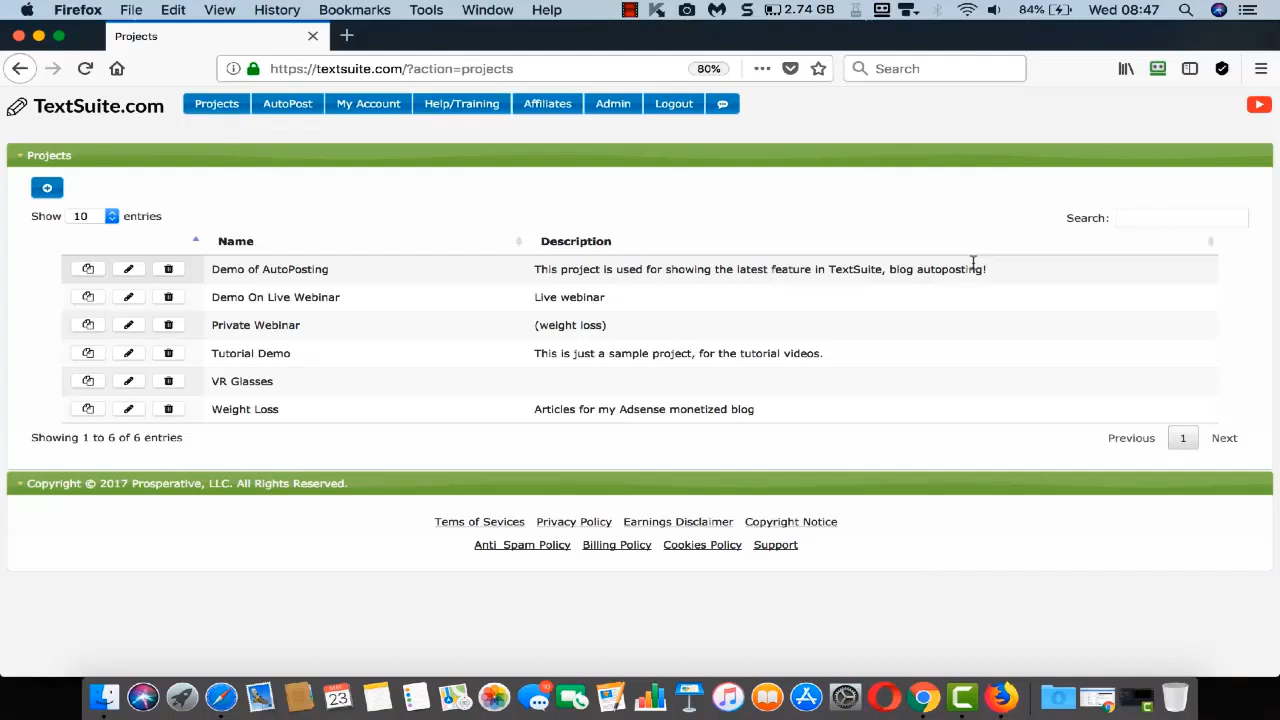 Firefox File Edit View History Bookmarks Tools Window Help 2.74 GB 84% Wed 08:47
Projects
https://textsuite.com/?action=projects 80% Search
TextSuite.com Projects AutoPost My Account Help/Training Affiliates Admin Logout
Projects
Show 10 entries Search:
Name Description
Demo of AutoPosting This project is used for showing the latest feature in TextSuite, blog autoposting!
Demo On Live Webinar Live webinar
Private Webinar (weight loss)
Tutorial Demo This is just a sample project, for the tutorial videos.
VR Glasses
Weight Loss Articles for my Adsense monetized blog
Showing 1 to 6 of 6 entries Previous 1 Next
Copyright © 2017 Prosperative, LLC. All Rights Reserved.
Tems of Sevices Privacy Policy Earnings Disclaimer Copyright Notice
Anti Spam Policy Billing Policy Cookies Policy Support